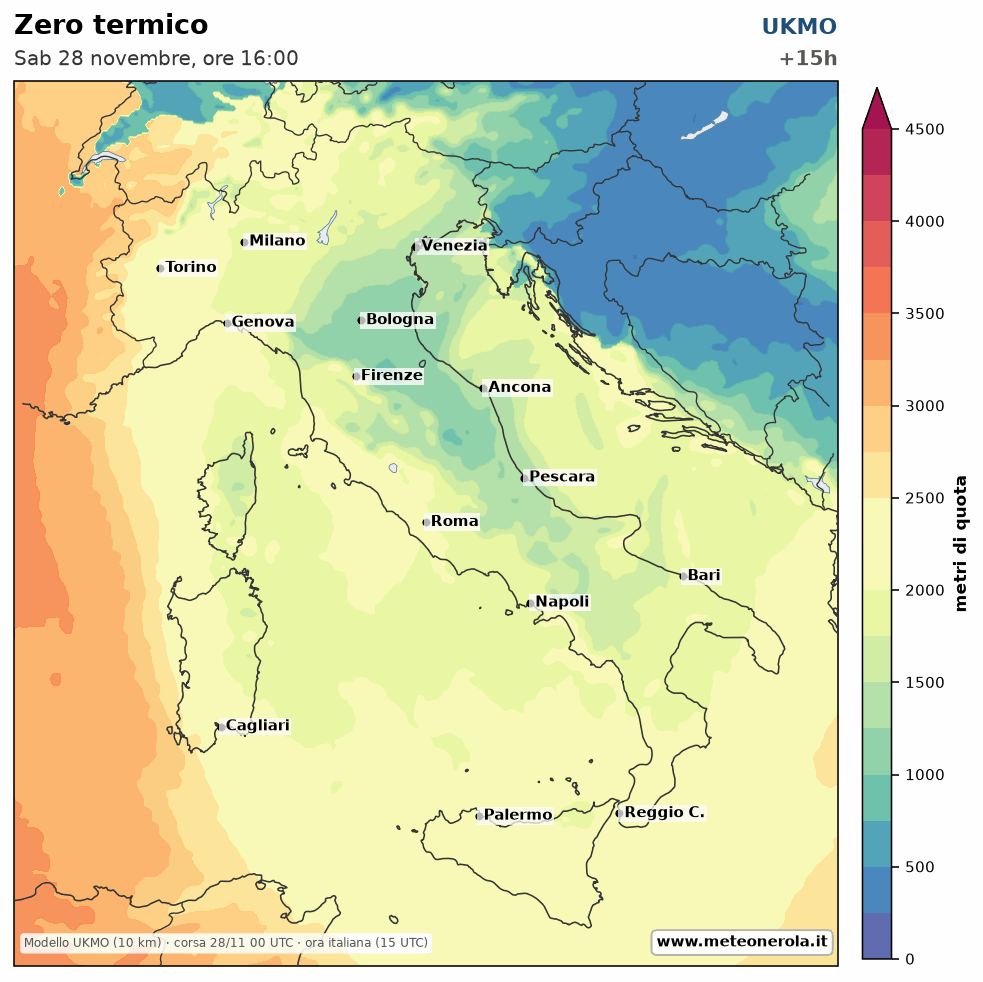 Zero termico
UKMO
Sab 28 novembre, ore 16:00
+15h
Milano
Venezia
Torino
Genova
Bologna
Firenze
Ancona
Pescara
Roma
Bari
Napoli
Cagliari
Palermo
Reggio C.
4500
4000
3500
3000
2500
2000
1500
1000
500
0
metri di quota
Modello UKMO (10 km) · corsa 28/11 00 UTC · ora italiana (15 UTC)
www.meteonerola.it